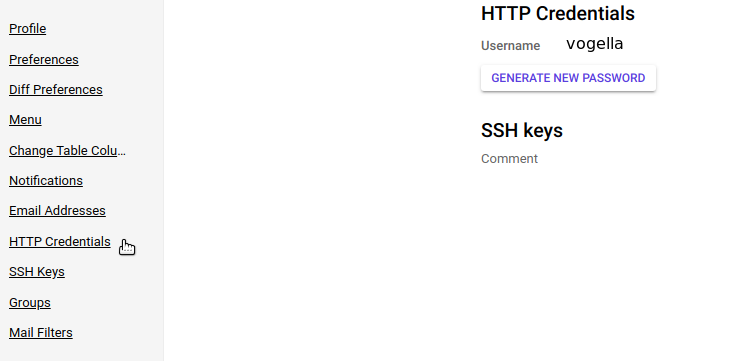 Profile
Preferences
Diff Preferences
Menu
Change Table Colu...
Notifications
Email Addresses
HTTP Credentials
SSH Keys
Groups
Mail Filters
HTTP Credentials
Username vogella
GENERATE NEW PASSWORD
SSH keys
Comment